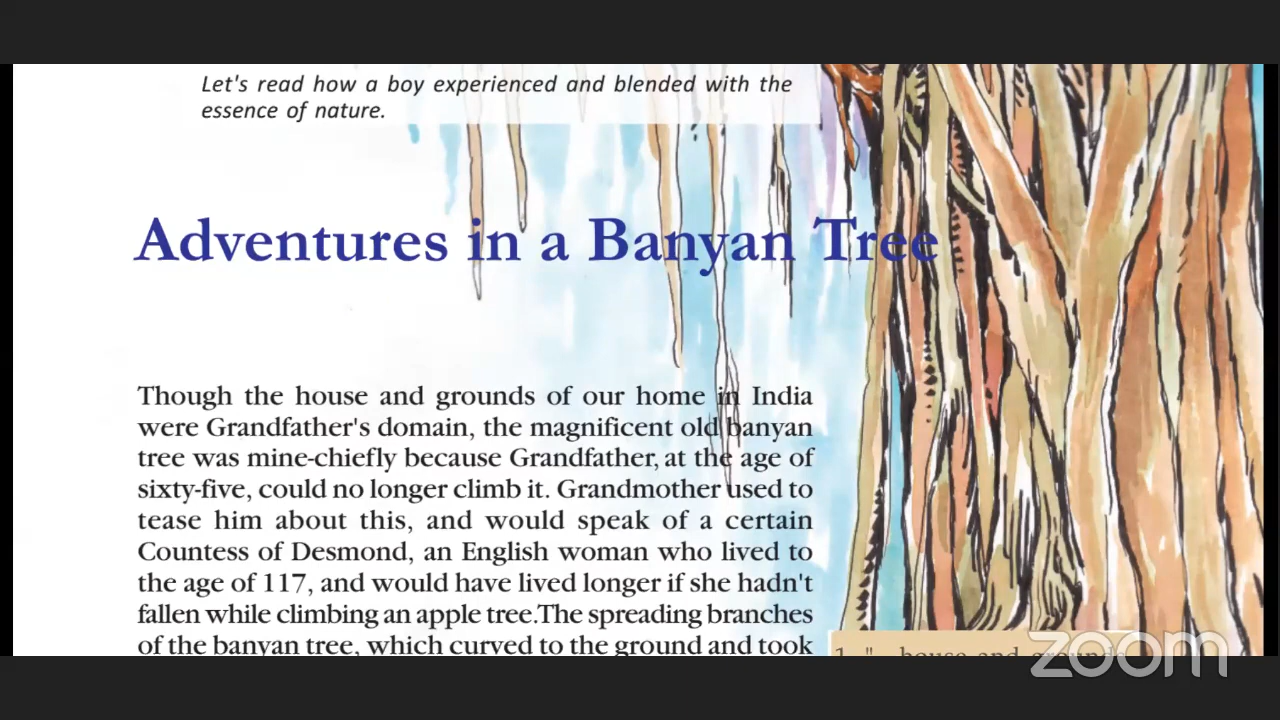 Let's read how a boy experienced and blended with the
essence of nature.
Adventures in a Banyan Tree
Though the house and grounds of our home in India
were Grandfather's domain, the magnificent old banyan
tree was mine-chiefly because Grandfather, at the age of
sixty-five, could no longer climb it. Grandmother used to
tease him about this, and would speak of a certain
Countess of Desmond, an English woman who lived to
the age of 117, and would have lived longer if she hadn't
fallen while climbing an apple tree.The spreading branches
of the banyan tree, which curved to the ground and took
1. "...house and grounds
zoom